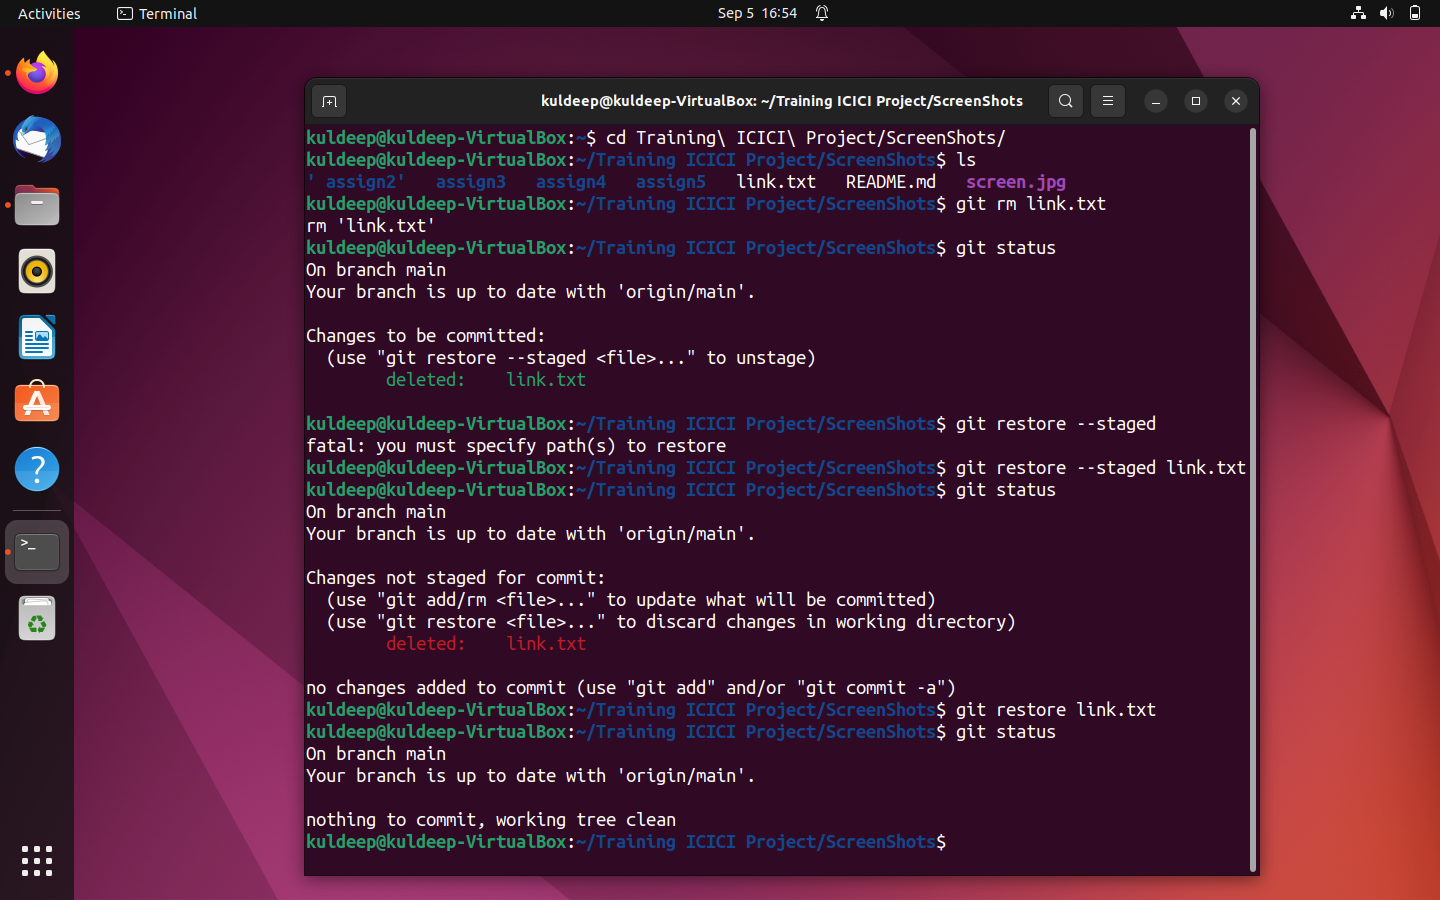 Activities
Terminal
Sep 5 16:54
kuldeep@kuldeep-VirtualBox: ~/Training ICICI Project/ScreenShots
kuldeep@kuldeep-VirtualBox:~$ cd Training\ ICICI\ Project/ScreenShots/
kuldeep@kuldeep-VirtualBox:~/Training ICICI Project/ScreenShots$ ls
' assign2'   assign3   assign4   assign5   link.txt   README.md   screen.jpg
kuldeep@kuldeep-VirtualBox:~/Training ICICI Project/ScreenShots$ git rm link.txt
rm 'link.txt'
kuldeep@kuldeep-VirtualBox:~/Training ICICI Project/ScreenShots$ git status
On branch main
Your branch is up to date with 'origin/main'.
Changes to be committed:
  (use "git restore --staged <file>..." to unstage)
        deleted:    link.txt
kuldeep@kuldeep-VirtualBox:~/Training ICICI Project/ScreenShots$ git restore --staged
fatal: you must specify path(s) to restore
kuldeep@kuldeep-VirtualBox:~/Training ICICI Project/ScreenShots$ git restore --staged link.txt
kuldeep@kuldeep-VirtualBox:~/Training ICICI Project/ScreenShots$ git status
On branch main
Your branch is up to date with 'origin/main'.
Changes not staged for commit:
  (use "git add/rm <file>..." to update what will be committed)
  (use "git restore <file>..." to discard changes in working directory)
        deleted:    link.txt
no changes added to commit (use "git add" and/or "git commit -a")
kuldeep@kuldeep-VirtualBox:~/Training ICICI Project/ScreenShots$ git restore link.txt
kuldeep@kuldeep-VirtualBox:~/Training ICICI Project/ScreenShots$ git status
On branch main
Your branch is up to date with 'origin/main'.
nothing to commit, working tree clean
kuldeep@kuldeep-VirtualBox:~/Training ICICI Project/ScreenShots$